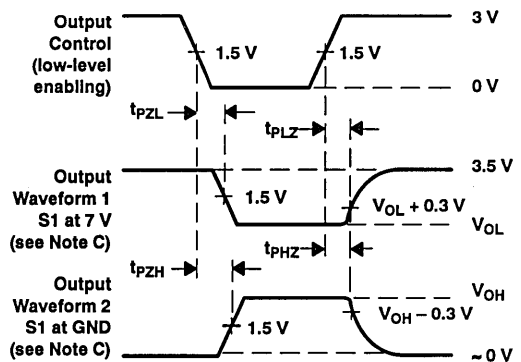 Output
Control
(low-level
enabling)
1.5 V
1.5 V
3 V
0 V
tPZL
tPLZ
Output
Waveform 1
S1 at 7 V
(see Note C)
1.5 V
3.5 V
VOL + 0.3 V
VOL
tPZH
tPHZ
Output
Waveform 2
S1 at GND
(see Note C)
1.5 V
VOH
VOH – 0.3 V
~ 0 V